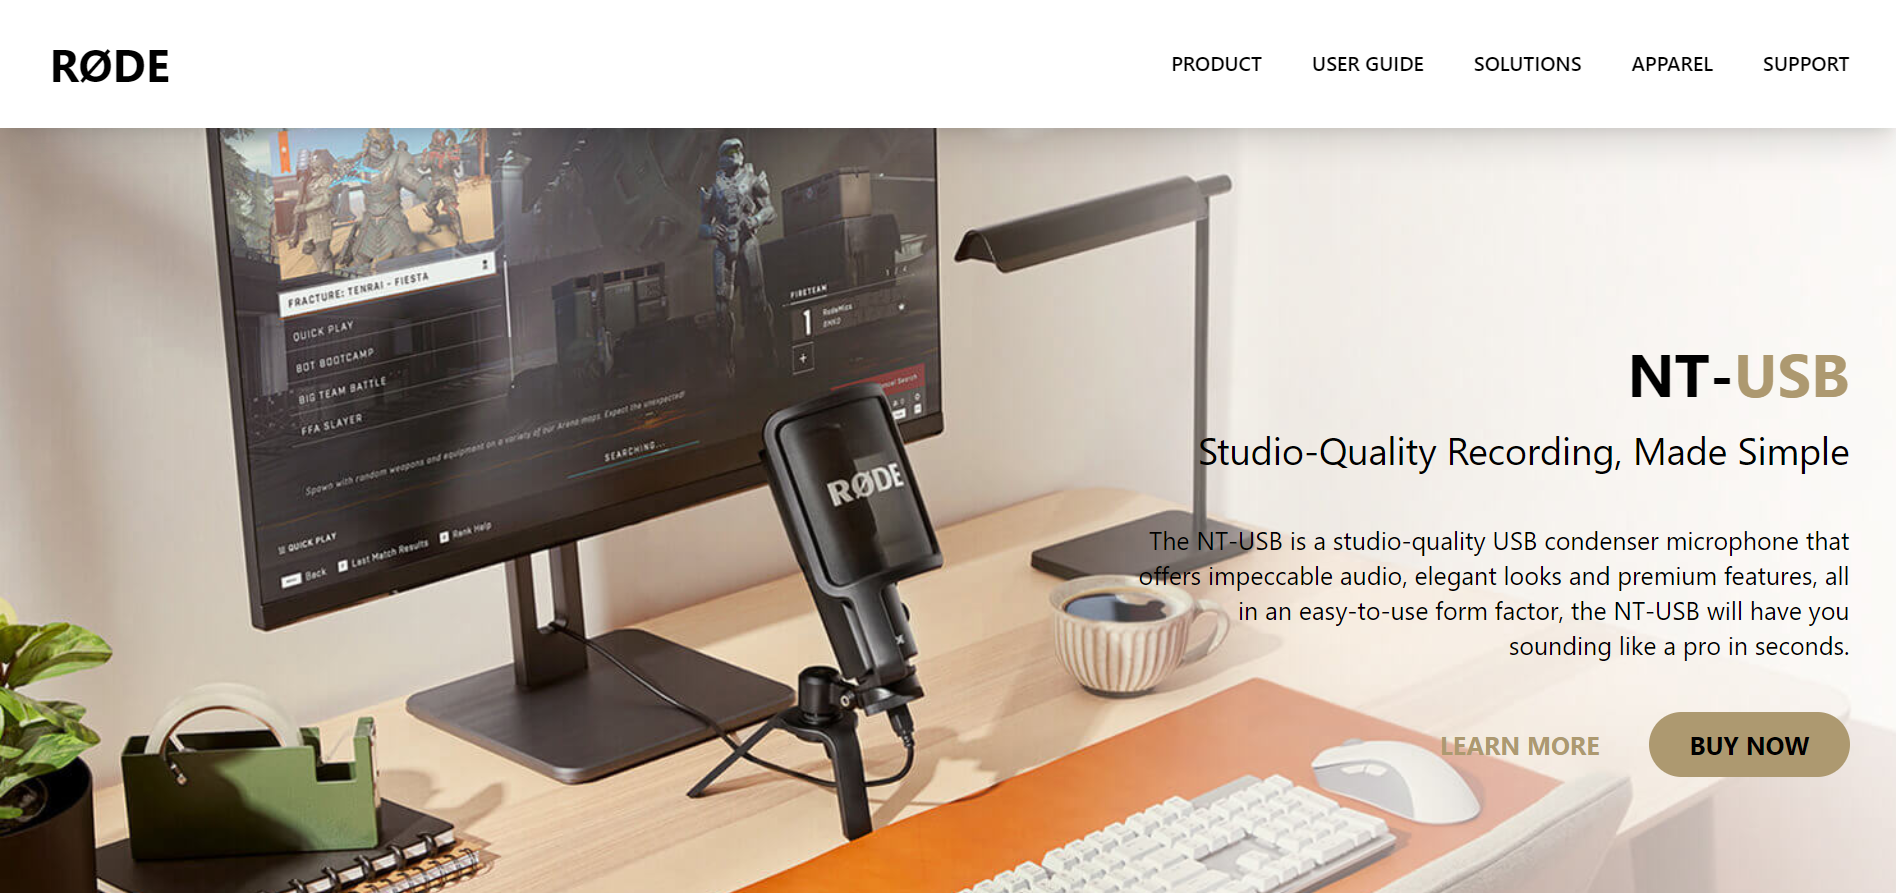 RØDE
PRODUCT
USER GUIDE
SOLUTIONS
APPAREL
SUPPORT
FRACTURE: TENRAI - FIESTA
QUICK PLAY
BOT BOOTCAMP
BIG TEAM BATTLE
FFA SLAYER
Spawn with random weapons and equipment on a variety of our Arena maps. Expect the unexpected!
SEARCHING...
FIRETEAM
1
RodeMics
+
Cancel Search
QUICK PLAY
Back
Last Match Results
Rank Help
RØDE
NT-USB
Studio-Quality Recording, Made Simple
The NT-USB is a studio-quality USB condenser microphone that
offers impeccable audio, elegant looks and premium features, all
in an easy-to-use form factor, the NT-USB will have you
sounding like a pro in seconds.
LEARN MORE
BUY NOW